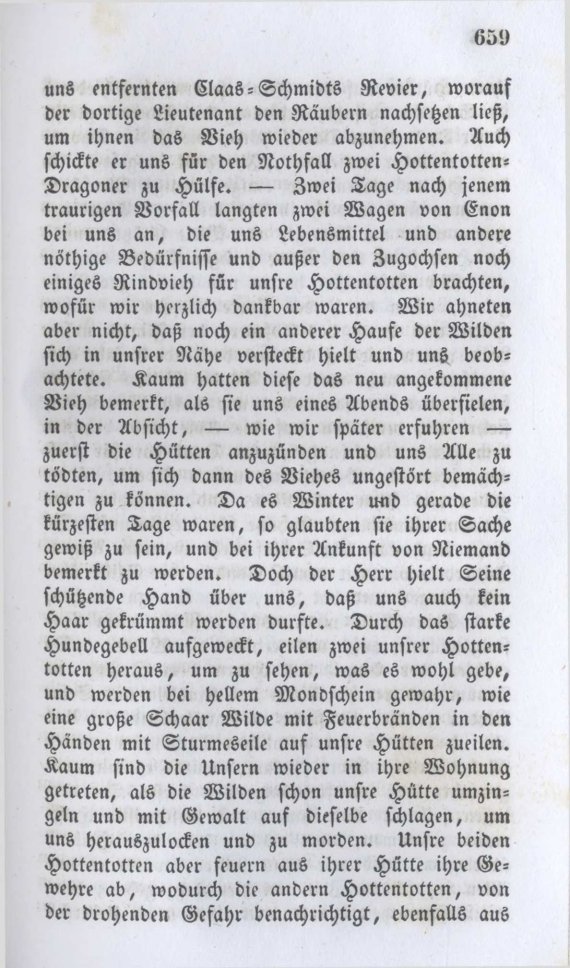 659
uns entfernten Claas-Schmidts Revier, worauf
der dortige Lieutenant den Räubern nachsetzen ließ,
um ihnen das Vieh wieder abzunehmen. Auch
schickte er uns für den Nothfall zwei Hottentotten-
Dragoner zu Hülfe. — Zwei Tage nach jenem
traurigen Vorfall langten zwei Wagen von Enon
bei uns an, die uns Lebensmittel und andere
nöthige Bedürfnisse und außer den Zugochsen noch
einiges Rindvieh für unsre Hottentotten brachten,
wofür wir herzlich dankbar waren. Wir ahneten
aber nicht, daß noch ein anderer Haufe der Wilden
sich in unsrer Nähe versteckt hielt und uns beob-
achtete. Kaum hatten diese das neu angekommene
Vieh bemerkt, als sie uns eines Abends überfielen,
in der Absicht, — wie wir später erfuhren —
zuerst die Hütten anzuzünden und uns Alle zu
tödten, um sich dann des Viehes ungestört bemäch-
tigen zu können. Da es Winter und gerade die
kürzesten Tage waren, so glaubten sie ihrer Sache
gewiß zu sein, und bei ihrer Ankunft von Niemand
bemerkt zu werden. Doch der Herr hielt Seine
schützende Hand über uns, daß uns auch kein
Haar gekrümmt werden durfte. Durch das starke
Hundegebell aufgeweckt, eilen zwei unsrer Hotten-
totten heraus, um zu sehen, was es wohl gebe,
und werden bei hellem Mondschein gewahr, wie
eine große Schaar Wilde mit Feuerbränden in den
Händen mit Sturmeseile auf unsre Hütten zueilen.
Kaum sind die Unsern wieder in ihre Wohnung
getreten, als die Wilden schon unsre Hütte umzin-
geln und mit Gewalt auf dieselbe schlagen, um
uns herauszulocken und zu morden. Unsre beiden
Hottentotten aber feuern aus ihrer Hütte ihre Ge-
wehre ab, wodurch die andern Hottentotten, von
der drohenden Gefahr benachrichtigt, ebenfalls aus